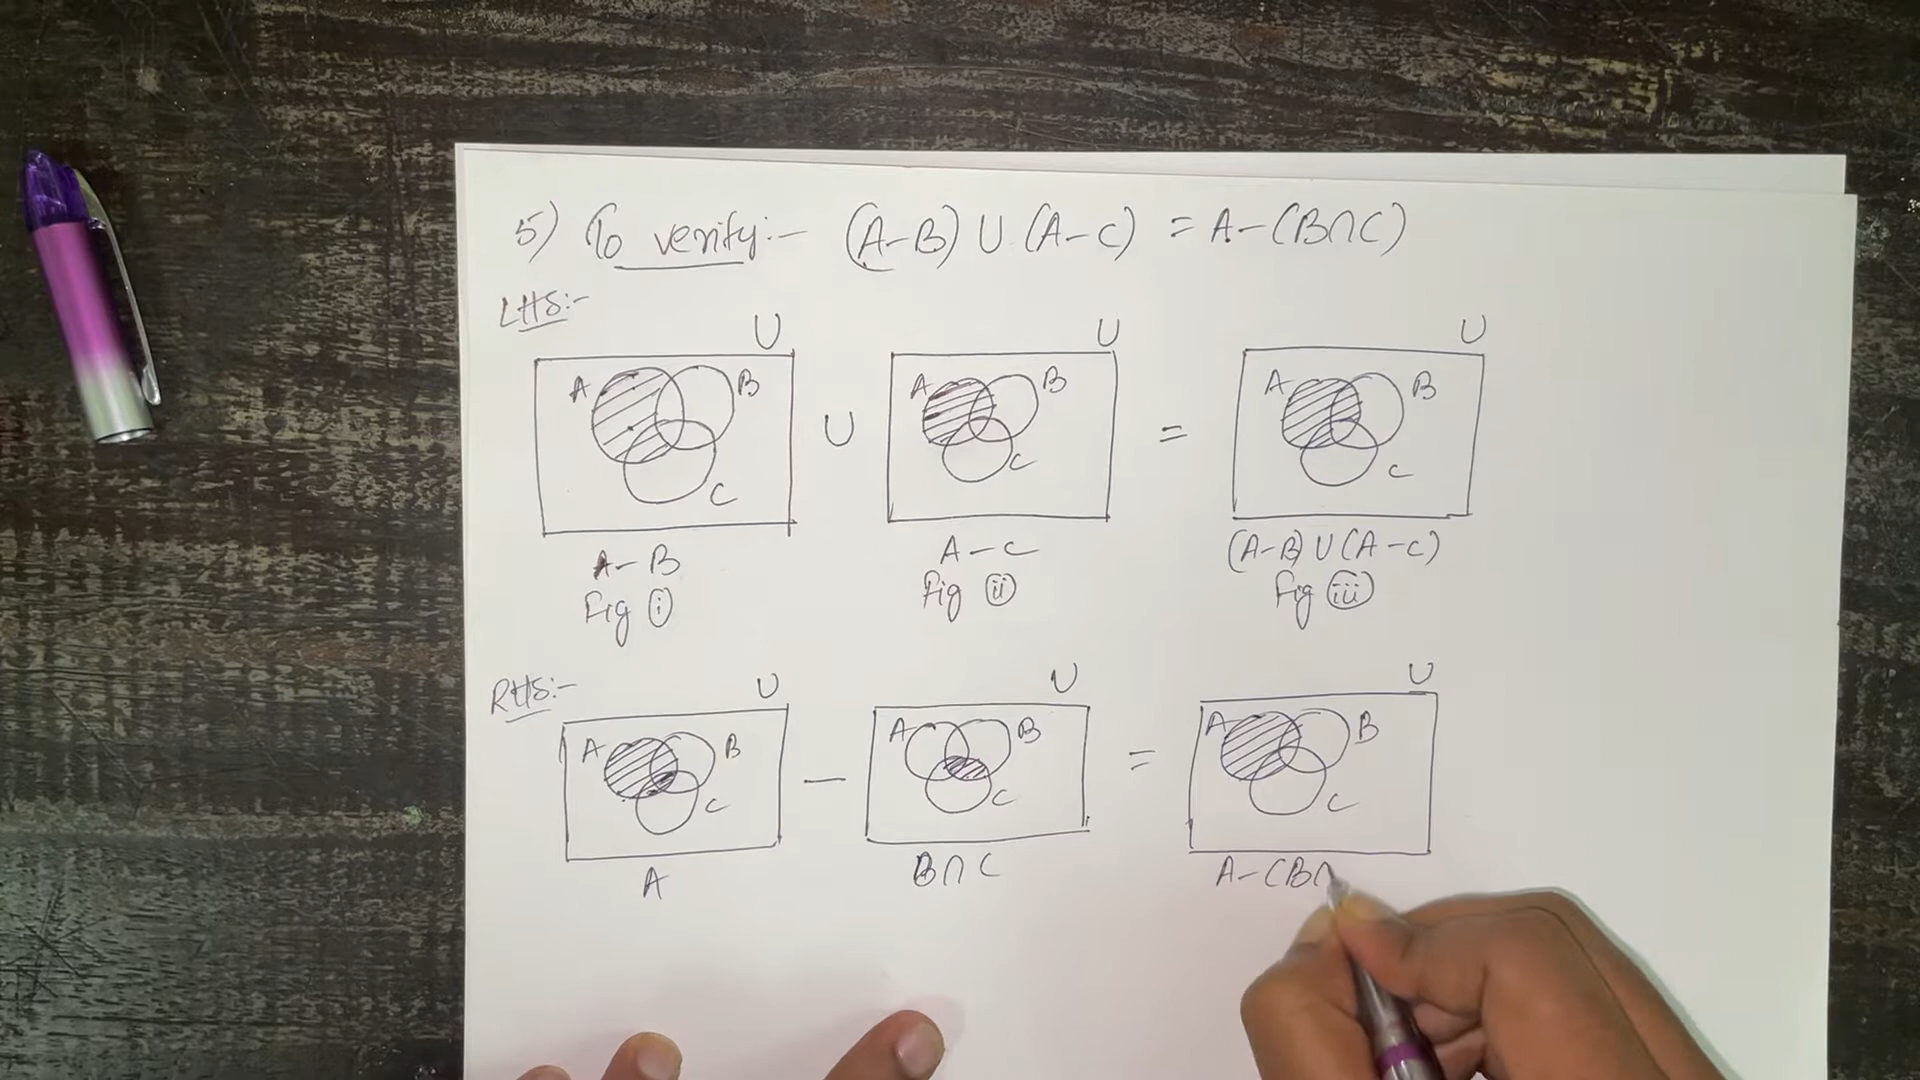 5) To verify:- (A-B) ∪ (A-C) = A-(B∩C)
LHS:-
U U U
A B A B A B
∪ =
C C C
A-B A-C (A-B) ∪ (A-C)
Fig (i) Fig (ii) Fig (iii)
RHS:-
U U U
A B A B A B
- =
C C C
A B∩C A-(B∩